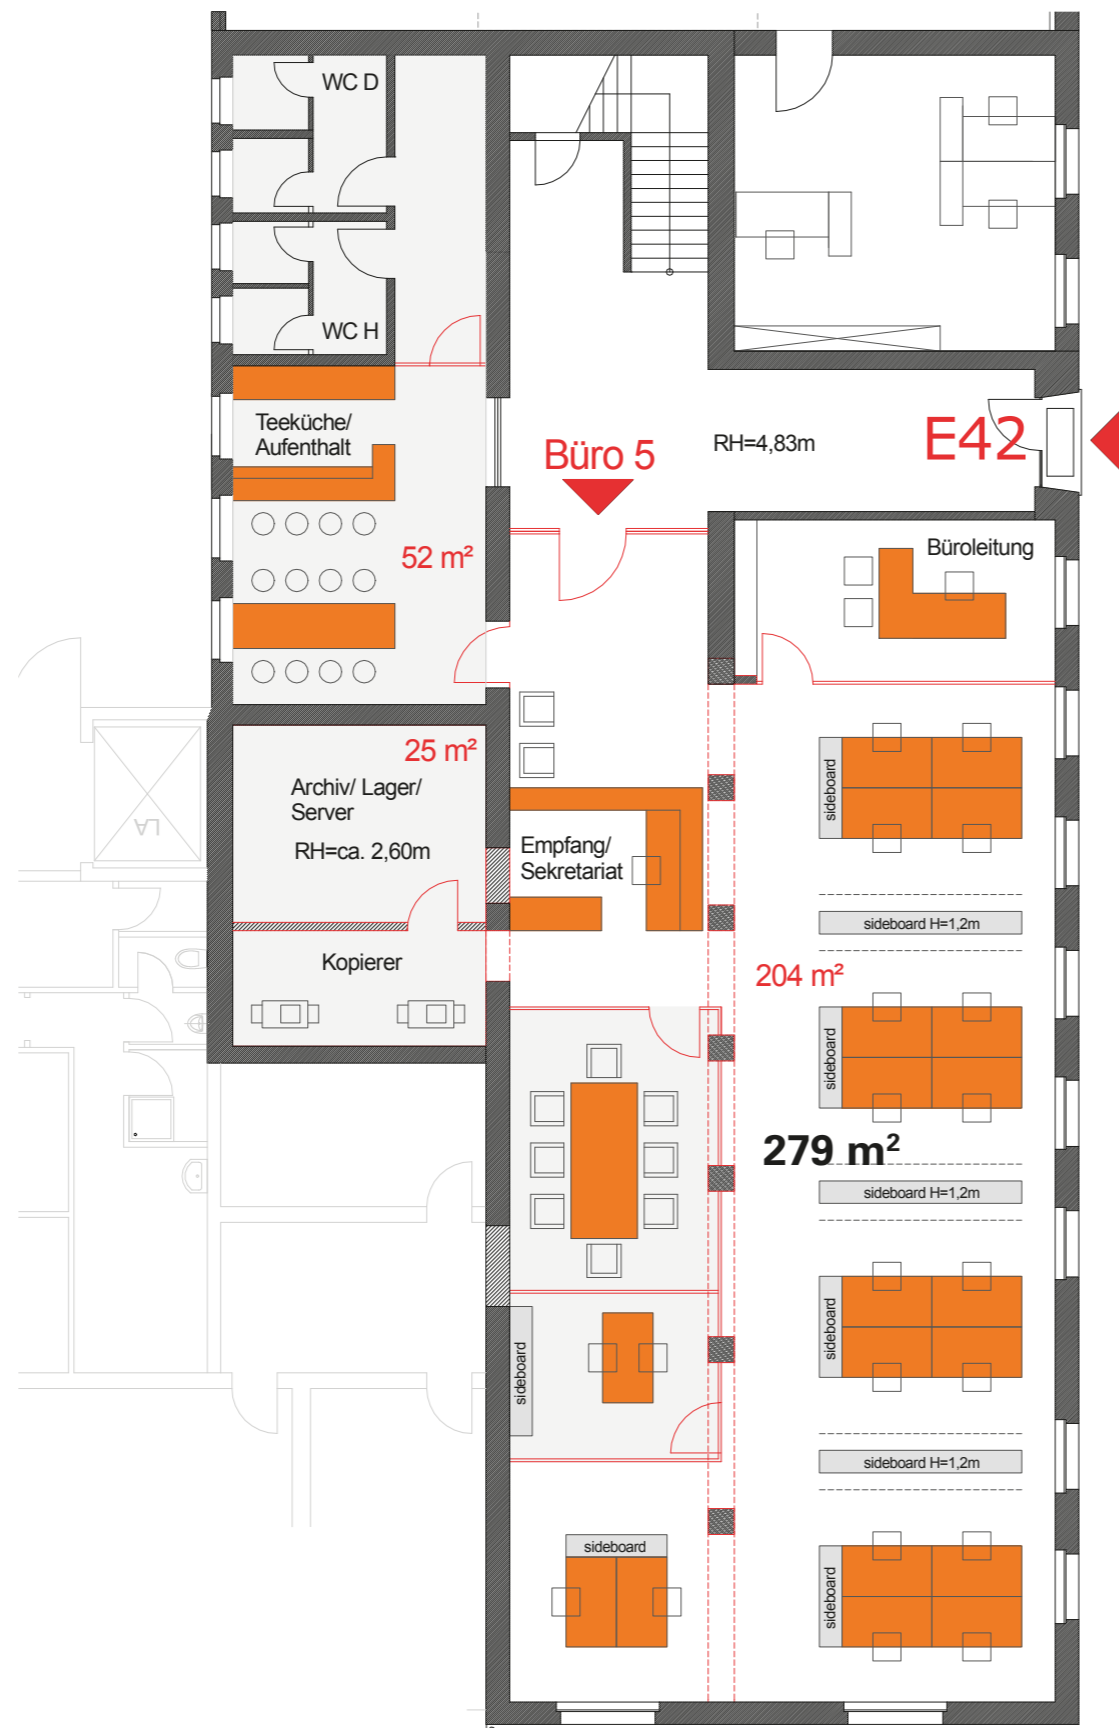 WC D
WC H
Teeküche/
Aufenthalt
52 m²
Büro 5
RH=4,83m
E42
Büroleitung
25 m²
Archiv/ Lager/
Server
RH=ca. 2,60m
LA
Empfang/
Sekretariat
Kopierer
sideboard
sideboard H=1,2m
204 m²
sideboard
279 m²
sideboard H=1,2m
sideboard
sideboard
sideboard H=1,2m
sideboard
sideboard